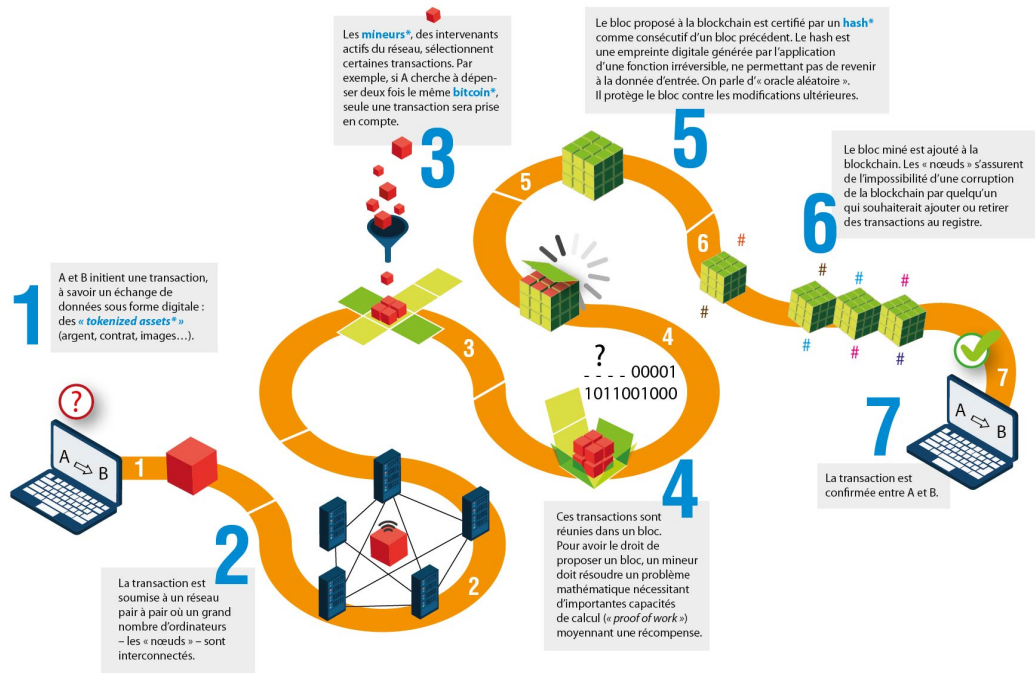 1
A et B initient une transaction,
à savoir un échange de
données sous forme digitale :
des « tokenized assets* »
(argent, contrat, images…).
?
A ⇨ B
1
2
La transaction est
soumise à un réseau
pair à pair où un grand
nombre d’ordinateurs
– les « nœuds » – sont
interconnectés.
2
Les mineurs*, des intervenants
actifs du réseau, sélectionnent
certaines transactions. Par
exemple, si A cherche à dépen-
ser deux fois le même bitcoin*,
seule une transaction sera prise
en compte.
3
3
4
?
_ _ _ _ 00001
1011001000
4
Ces transactions sont
réunies dans un bloc.
Pour avoir le droit de
proposer un bloc, un mineur
doit résoudre un problème
mathématique nécessitant
d’importantes capacités
de calcul (« proof of work »)
moyennant une récompense.
Le bloc proposé à la blockchain est certifié par un hash*
comme consécutif d’un bloc précédent. Le hash est
une empreinte digitale générée par l’application
d’une fonction irréversible, ne permettant pas de revenir
à la donnée d’entrée. On parle d’« oracle aléatoire ».
Il protège le bloc contre les modifications ultérieures.
5
5
Le bloc miné est ajouté à la
blockchain. Les « nœuds » s’assurent
de l’impossibilité d’une corruption
de la blockchain par quelqu’un
qui souhaiterait ajouter ou retirer
des transactions au registre.
6
6
#
#
# # #
# # #
7
A ⇨ B
7
La transaction est
confirmée entre A et B.